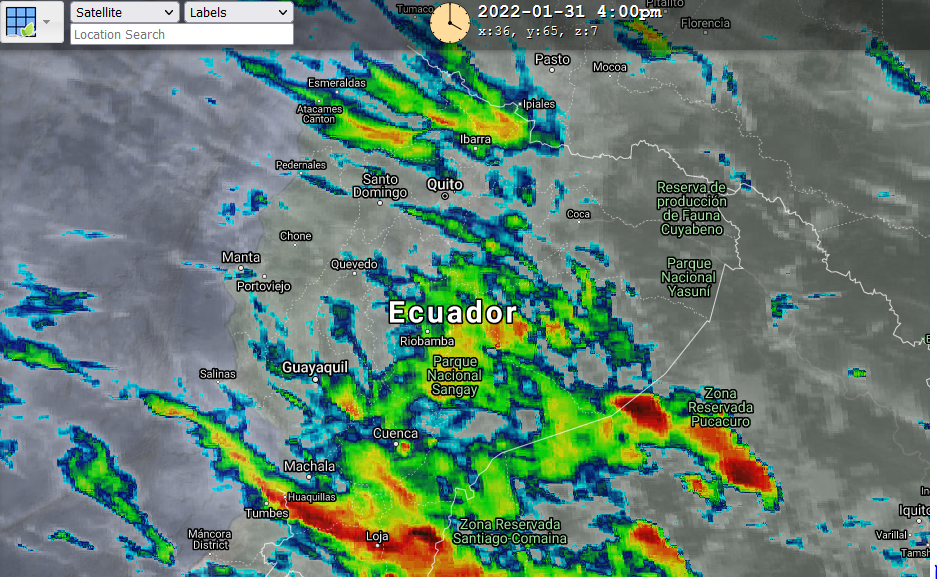 Satellite
Labels
Location Search
2022-01-31 4:00pm
x:36, y:65, z:7
Tumaco
Pitalito
Florencia
Pasto
Mocoa
Esmeraldas
Atacames
Canton
Ipiales
Ibarra
Pedernales
Santo
Domingo
Quito
Reserva de
producción
de Fauna
Cuyabeno
Coca
Chone
Manta
Quevedo
Parque
Nacional
Yasuní
Portoviejo
Ecuador
Riobamba
Parque
Nacional
Sangay
Guayaquil
Salinas
Zona
Reservada
Pucacuro
Cuenca
Machala
Huaquillas
Tumbes
Iquito
Máncora
District
Loja
Zona Reservada
Santiago-Comaina
Varillal
Tamsh